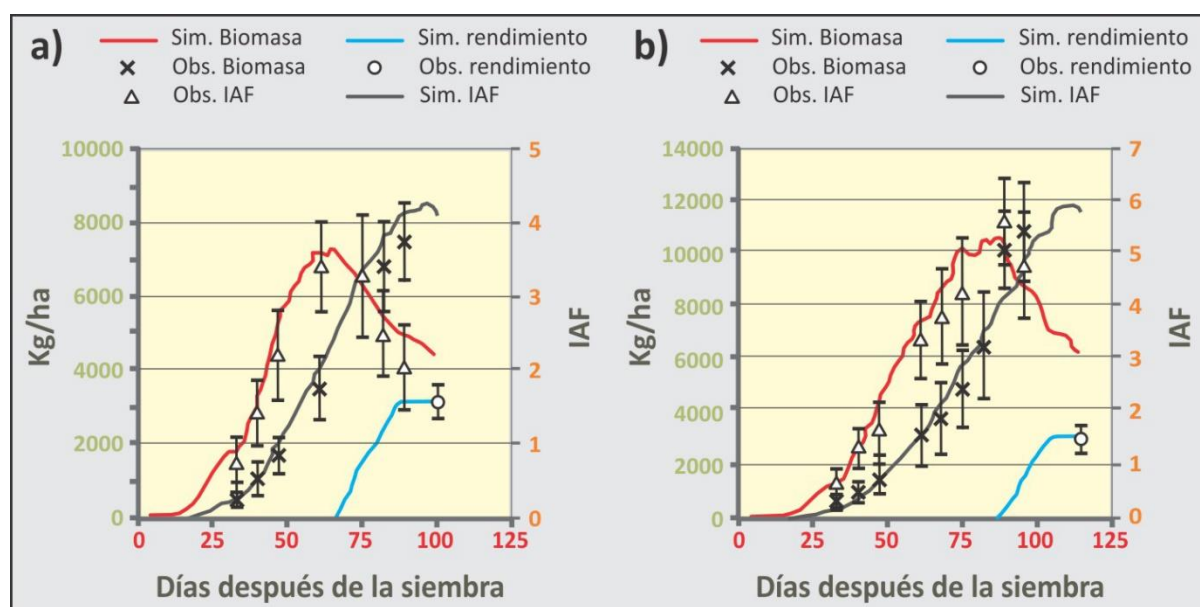 a)
Sim. Biomasa
Sim. rendimiento
Obs. Biomasa
Obs. rendimiento
Obs. IAF
Sim. IAF
Kg/ha
10000
8000
6000
4000
2000
0
5
4
3
2
1
0
IAF
0 25 50 75 100 125
Días después de la siembra
b)
Sim. Biomasa
Sim. rendimiento
Obs. Biomasa
Obs. rendimiento
Obs. IAF
Sim. IAF
Kg/ha
14000
12000
10000
8000
6000
4000
2000
0
7
6
5
4
3
2
1
0
IAF
0 25 50 75 100 125
Días después de la siembra